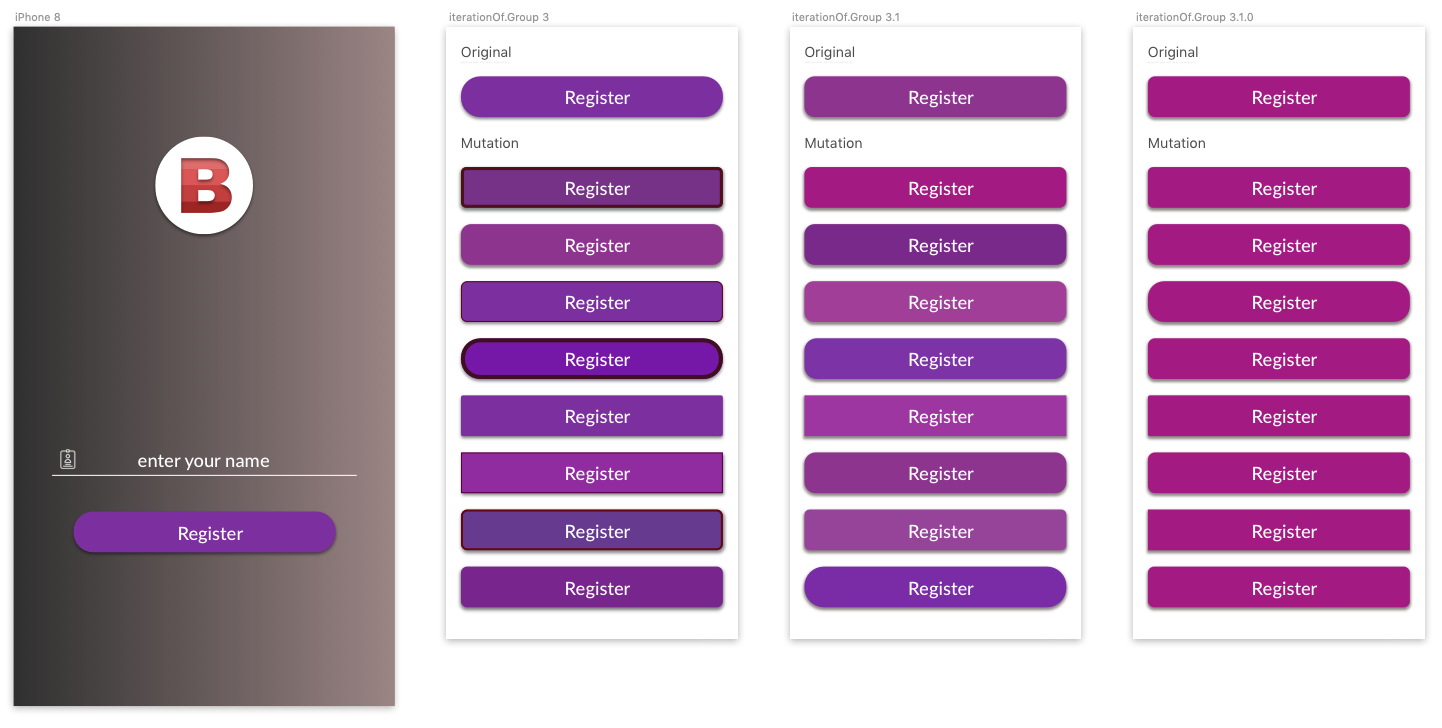 iPhone 8
B
enter your name
Register
iterationOf.Group 3
Original
Register
Mutation
Register
Register
Register
Register
Register
Register
Register
Register
iterationOf.Group 3.1
Original
Register
Mutation
Register
Register
Register
Register
Register
Register
Register
Register
iterationOf.Group 3.1.0
Original
Register
Mutation
Register
Register
Register
Register
Register
Register
Register
Register